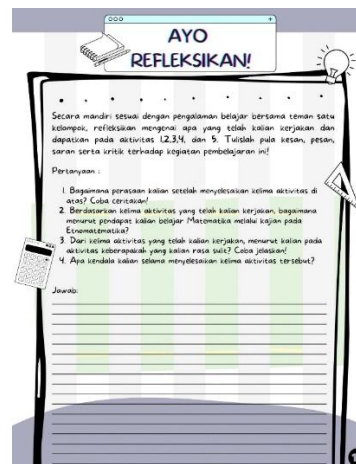 AYO
REFLEKSIKAN!
Secara mandiri sesuai dengan pengalaman belajar bersama teman satu
kelompok, refleksikan mengenai apa yang telah kalian kerjakan dan
dapatkan pada aktivitas 1,2,3,4, dan 5. Tulislah pula kesan, pesan,
saran serta kritik terhadap kegiatan pembelajaran ini!
Pertanyaan :
1. Bagaimana perasaan kalian setelah menyelesaikan kelima aktivitas di
atas? Coba ceritakan!
2. Berdasarkan kelima aktivitas yang telah kalian kerjakan, bagaimana
menurut pendapat kalian belajar Matematika melalui kajian pada
Etnomatematika?
3. Dari kelima aktivitas yang telah kalian kerjakan, menurut kalian pada
aktivitas keberapakah yang kalian rasa sulit? Coba jelaskan!
4. Apa kendala kalian selama menyelesaikan kelima aktivitas tersebut?
Jawab: